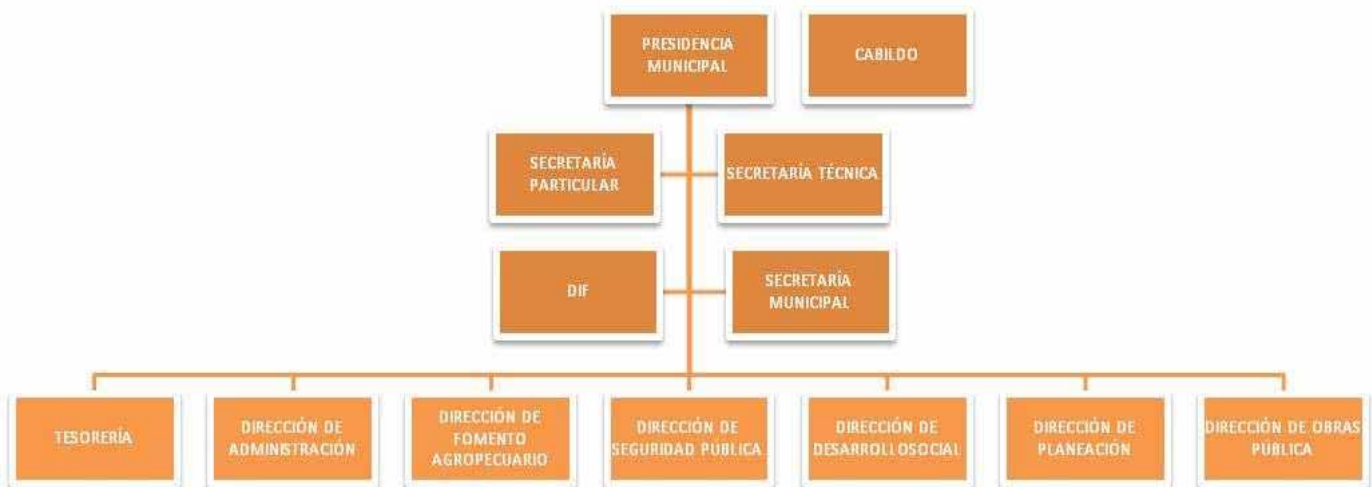 PRESIDENCIA
MUNICIPAL
CABILDO
SECRETARÍA
PARTICULAR
SECRETARÍA TÉCNICA
DIF
SECRETARÍA
MUNICIPAL
TESORERÍA
DIRECCIÓN DE
ADMINISTRACIÓN
DIRECCIÓN DE
FOMENTO
AGROPECUARIO
DIRECCIÓN DE
SEGURIDAD PÚBLICA
DIRECCIÓN DE
DESARROLLOSOCIAL
DIRECCIÓN DE
PLANEACIÓN
DIRECCIÓN DE OBRAS
PÚBLICA